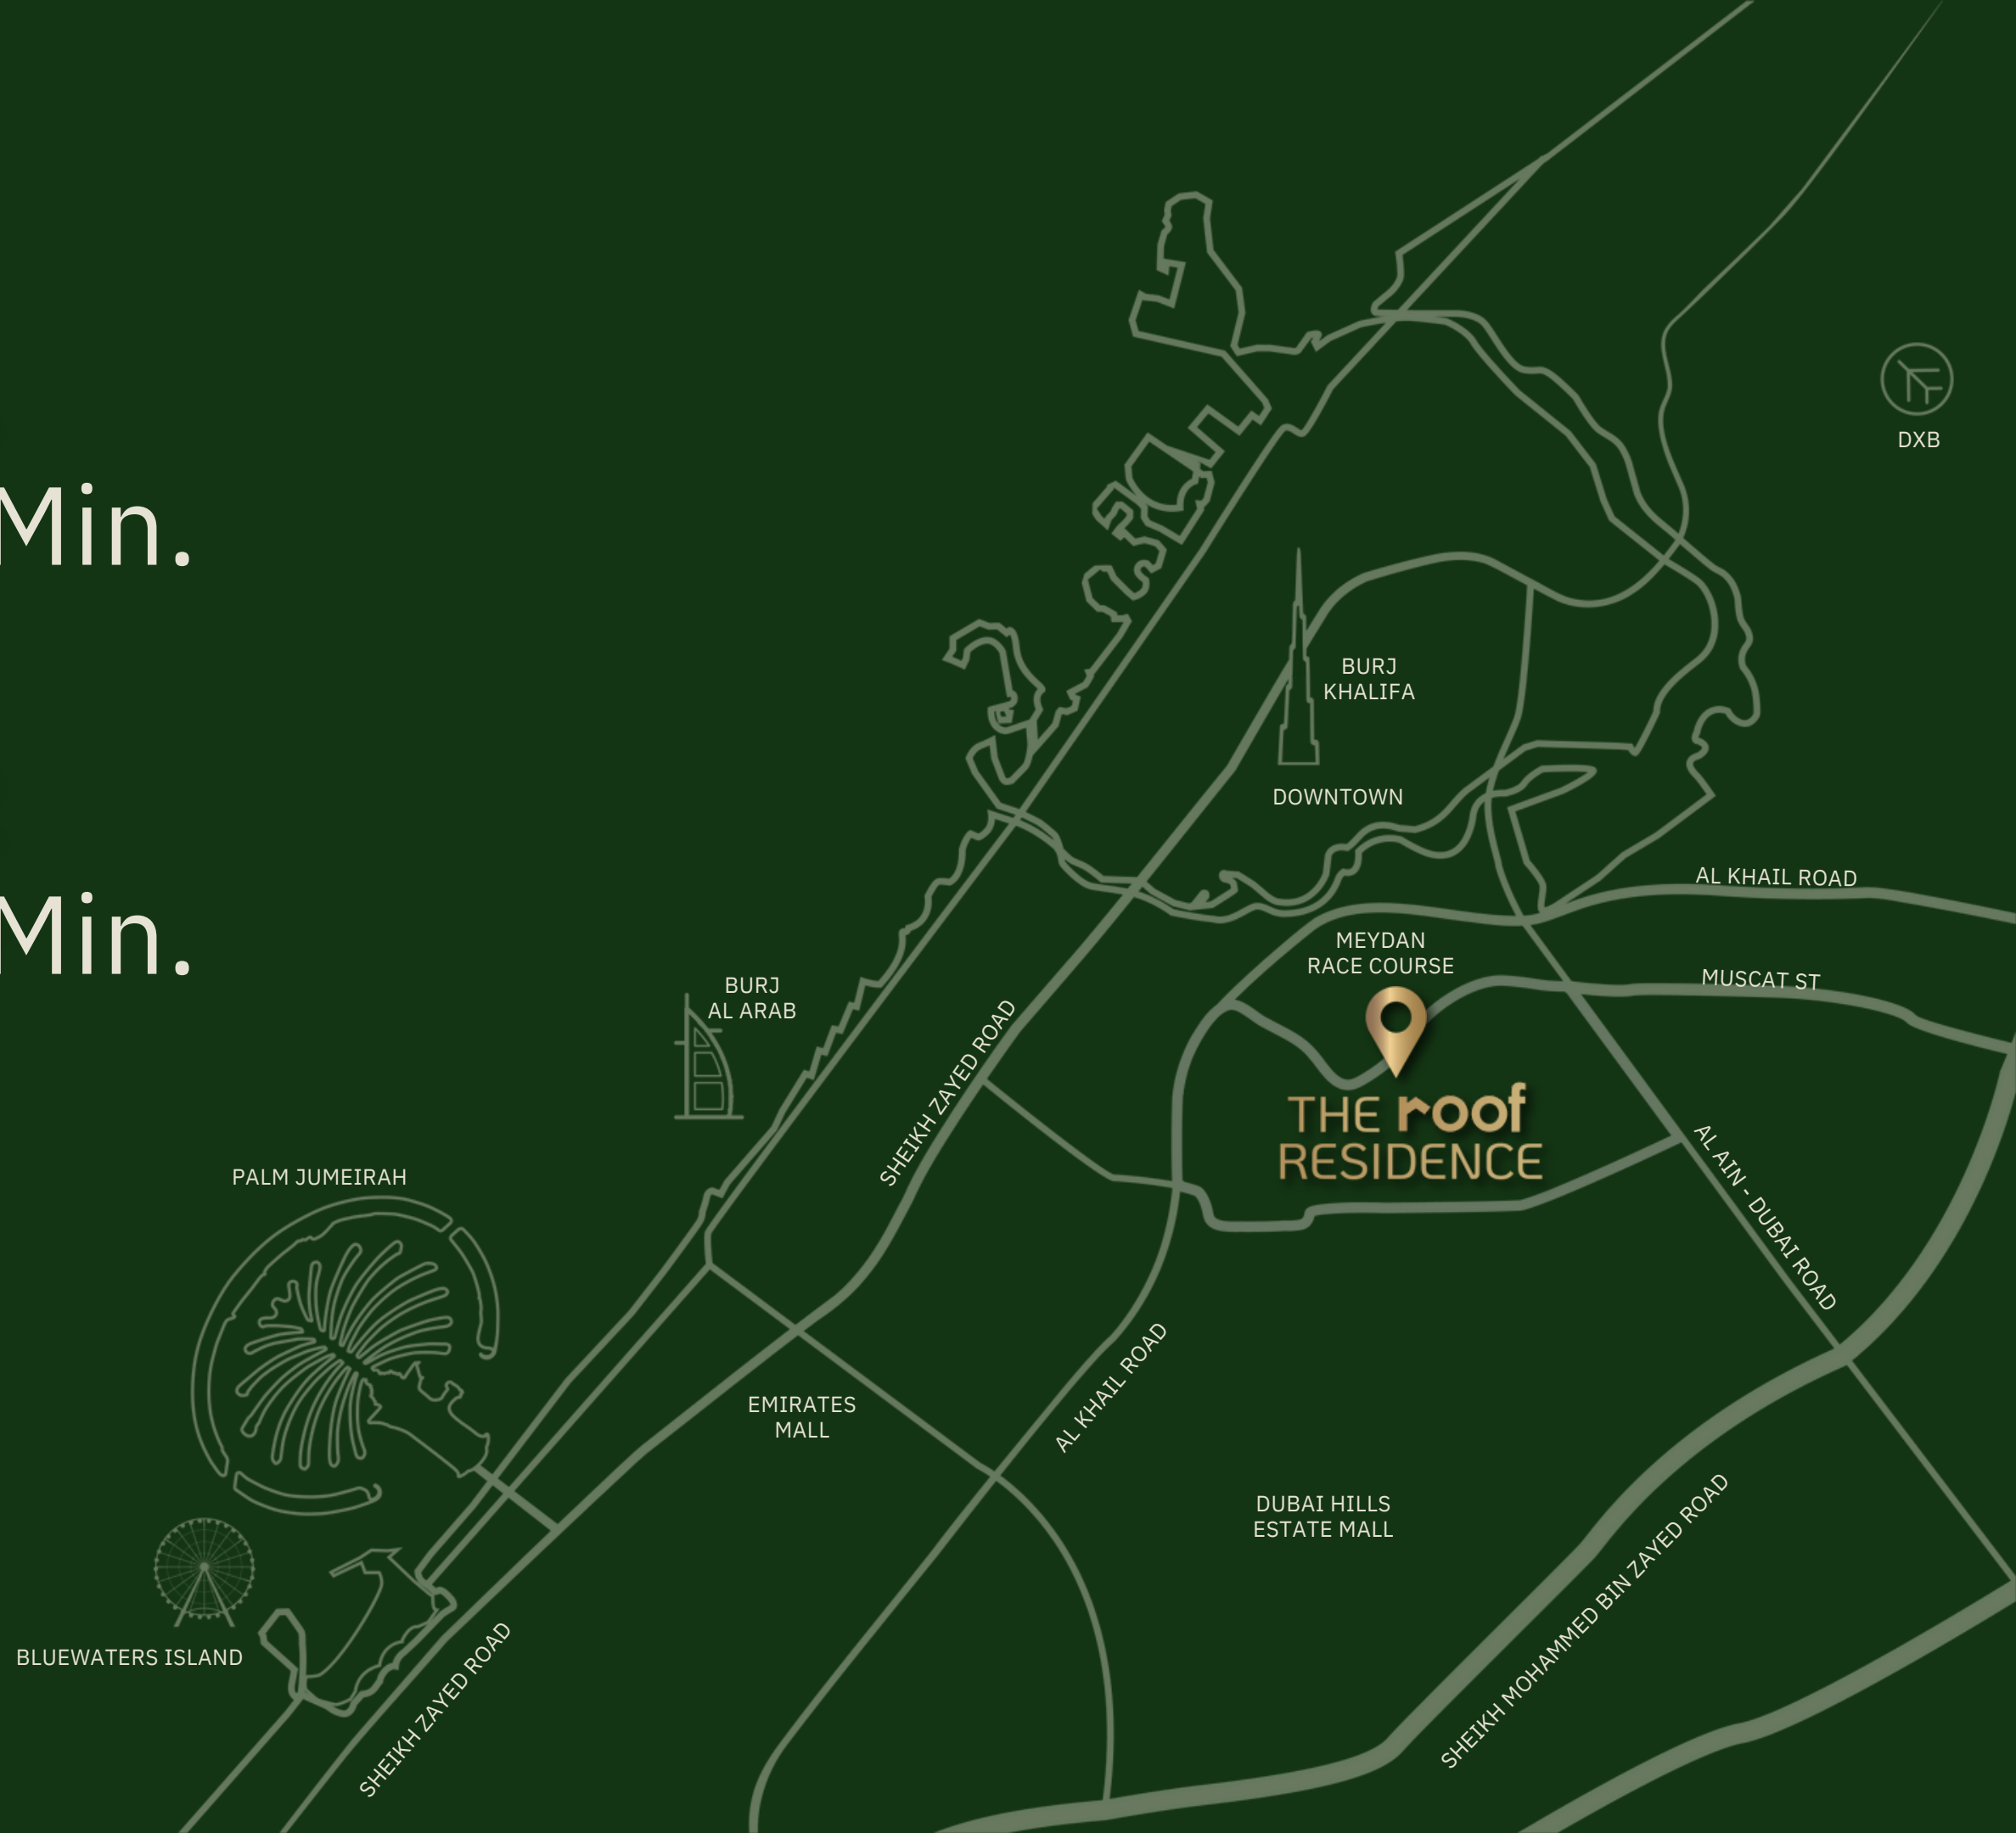 Min.
Min.
DXB
BURJ
KHALIFA
DOWNTOWN
AL KHAIL ROAD
MEYDAN
RACE COURSE
MUSCAT ST
BURJ
AL ARAB
SHEIKH ZAYED ROAD
THE roof
RESIDENCE
AL AIN - DUBAI ROAD
PALM JUMEIRAH
EMIRATES
MALL
AL KHAIL ROAD
DUBAI HILLS
ESTATE MALL
SHEIKH MOHAMMED BIN ZAYED ROAD
BLUEWATERS ISLAND
SHEIKH ZAYED ROAD